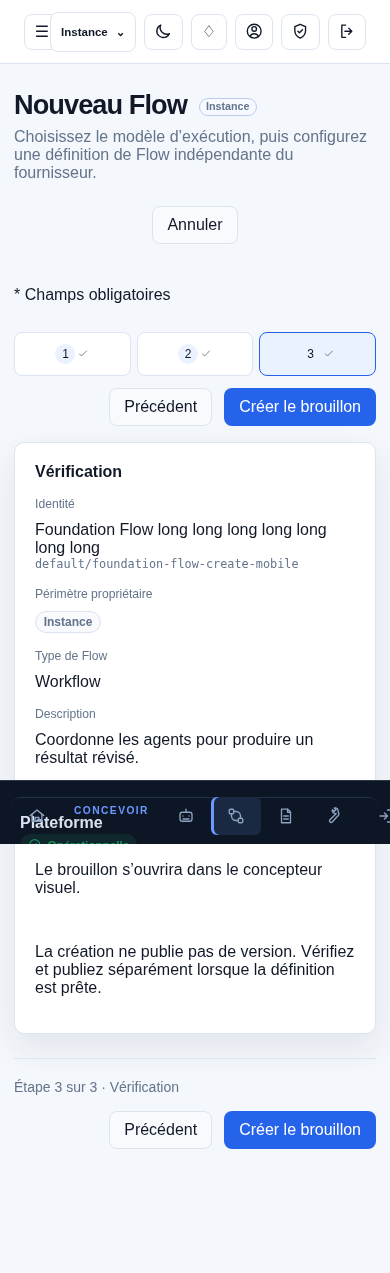 Instance
Nouveau Flow Instance
Choisissez le modèle d'exécution, puis configurez
une définition de Flow indépendante du
fournisseur.
Annuler
* Champs obligatoires
1 2 3
Précédent Créer le brouillon
Vérification
Identité
Foundation Flow long long long long long
long long
default/foundation-flow-create-mobile
Périmètre propriétaire
Instance
Type de Flow
Workflow
Description
Coordonne les agents pour produire un
résultat révisé.
CONCEVOIR
Plateforme
Opérationnelle
Le brouillon s'ouvrira dans le concepteur
visuel.
La création ne publie pas de version. Vérifiez
et publiez séparément lorsque la définition
est prête.
Étape 3 sur 3 · Vérification
Précédent Créer le brouillon